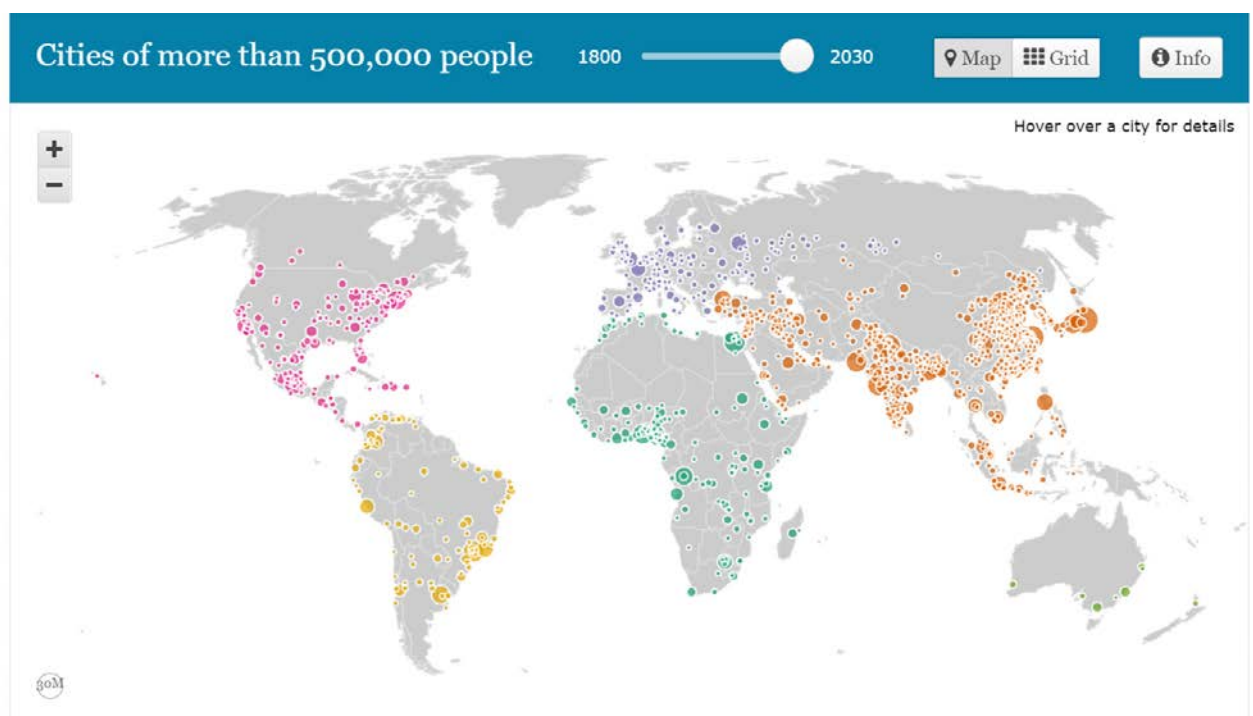 Cities of more than 500,000 people 1800 2030 Map Grid Info
Hover over a city for details
+
−
30M